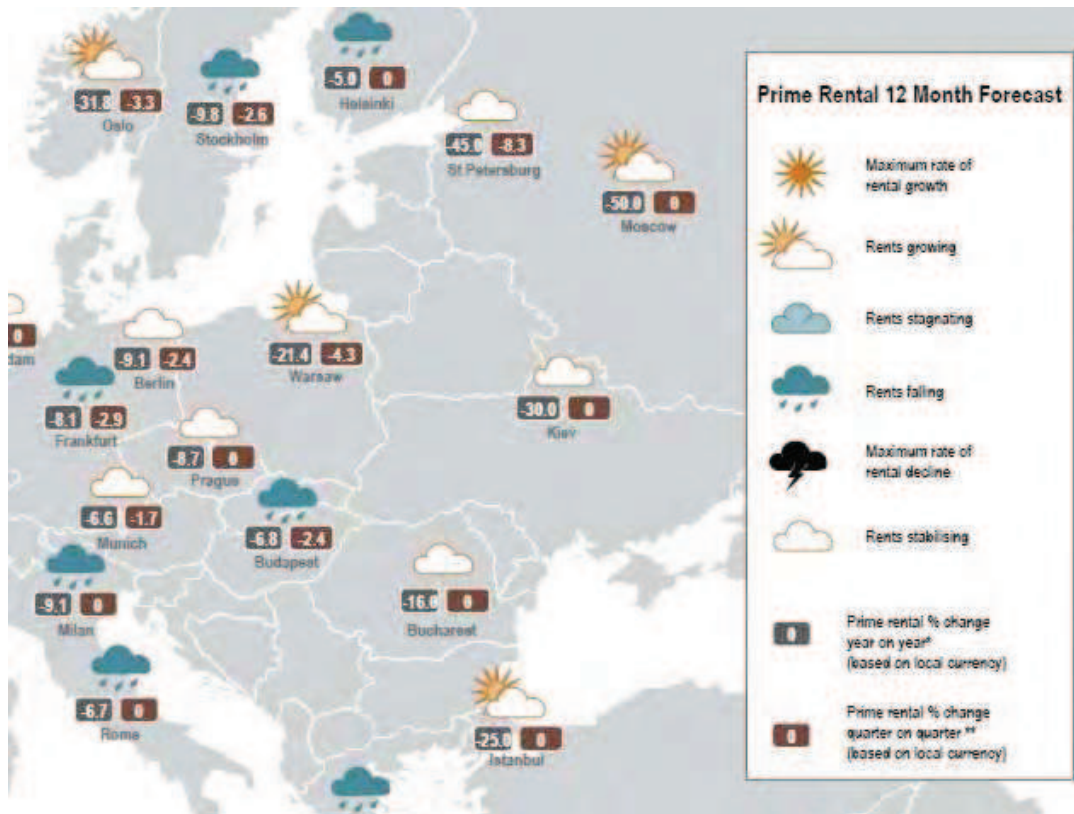 -5.0 0
Helsinki
-31.8 -3.3
Oslo
-9.8 -2.6
Stockholm
-45.0 -8.3
St Petersburg
-50.0 0
Moscow
0
dam
-9.1 -2.4
Berlin
-21.4 -4.3
Warsaw
-8.1 -2.9
Frankfurt
-30.0 0
Kiev
-8.7 0
Prague
-6.6 -1.7
Munich
-6.8 -2.4
Budapest
-9.1 0
Milan
-16.0 0
Bucharest
-6.7 0
Rome
-25.0 0
Istanbul
Prime Rental 12 Month Forecast
Maximum rate of
rental growth
Rents growing
Rents stagnating
Rents falling
Maximum rate of
rental decline
Rents stabilising
0
Prime rental % change
year on year*
(based on local currency)
0
Prime rental % change
quarter on quarter **
(based on local currency)